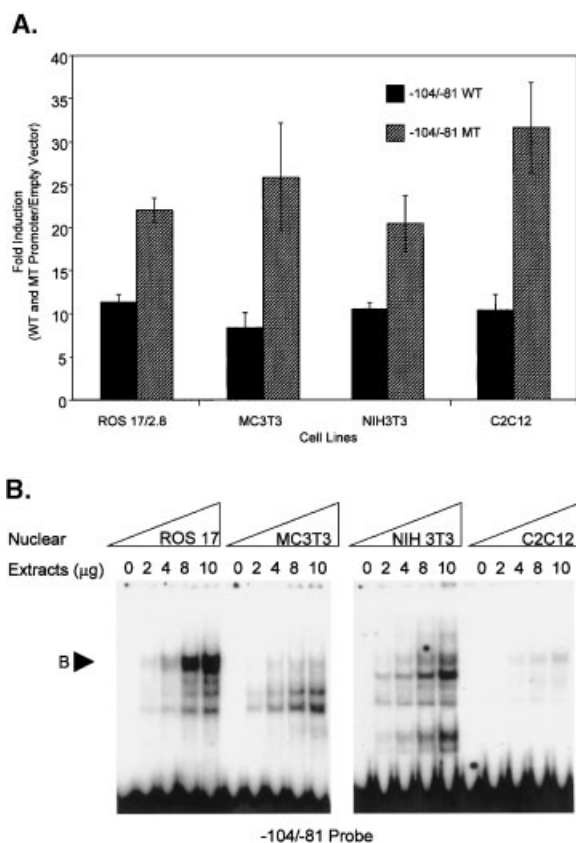 A.
40
35
30
25
20
15
10
5
0
Fold Induction
(WT and MT Promoter/Empty Vector)
-104/-81 WT
-104/-81 MT
ROS 17/2.8 MC3T3 NIH3T3 C2C12
Cell Lines
B.
Nuclear ROS 17 MC3T3 NIH 3T3 C2C12
Extracts (μg) 0 2 4 8 10 0 2 4 8 10 0 2 4 8 10 0 2 4 8 10
B
-104/-81 Probe